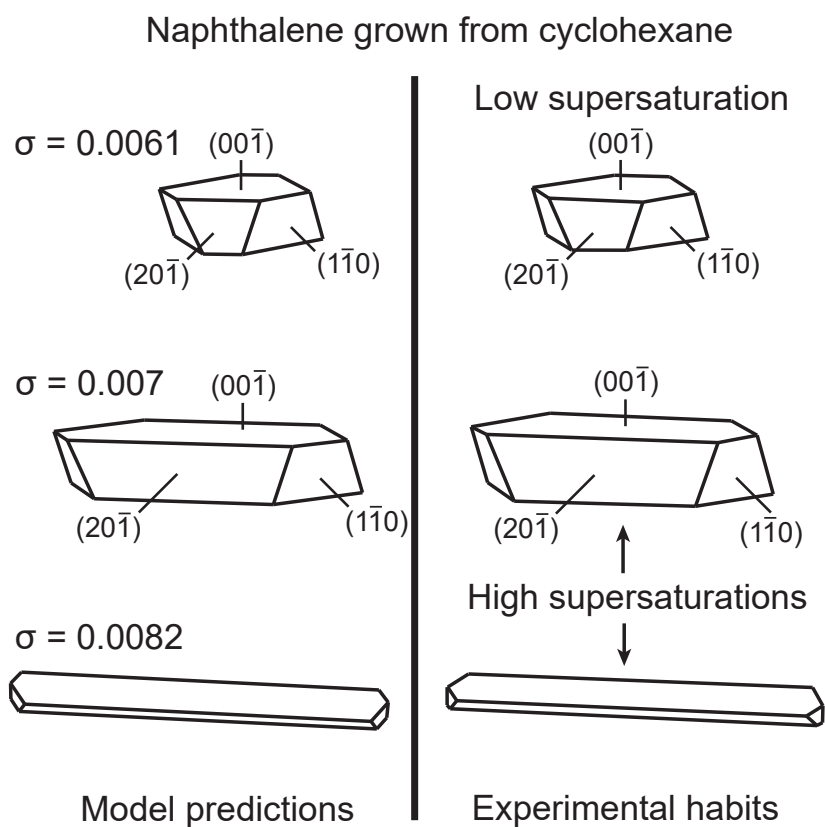 Naphthalene grown from cyclohexane
Low supersaturation
σ = 0.0061
(001̅)
(201̅)
(11̅0)
(001̅)
(201̅)
(11̅0)
σ = 0.007
(001̅)
(201̅)
(11̅0)
(001̅)
(201̅)
(11̅0)
High supersaturations
σ = 0.0082
Model predictions
Experimental habits